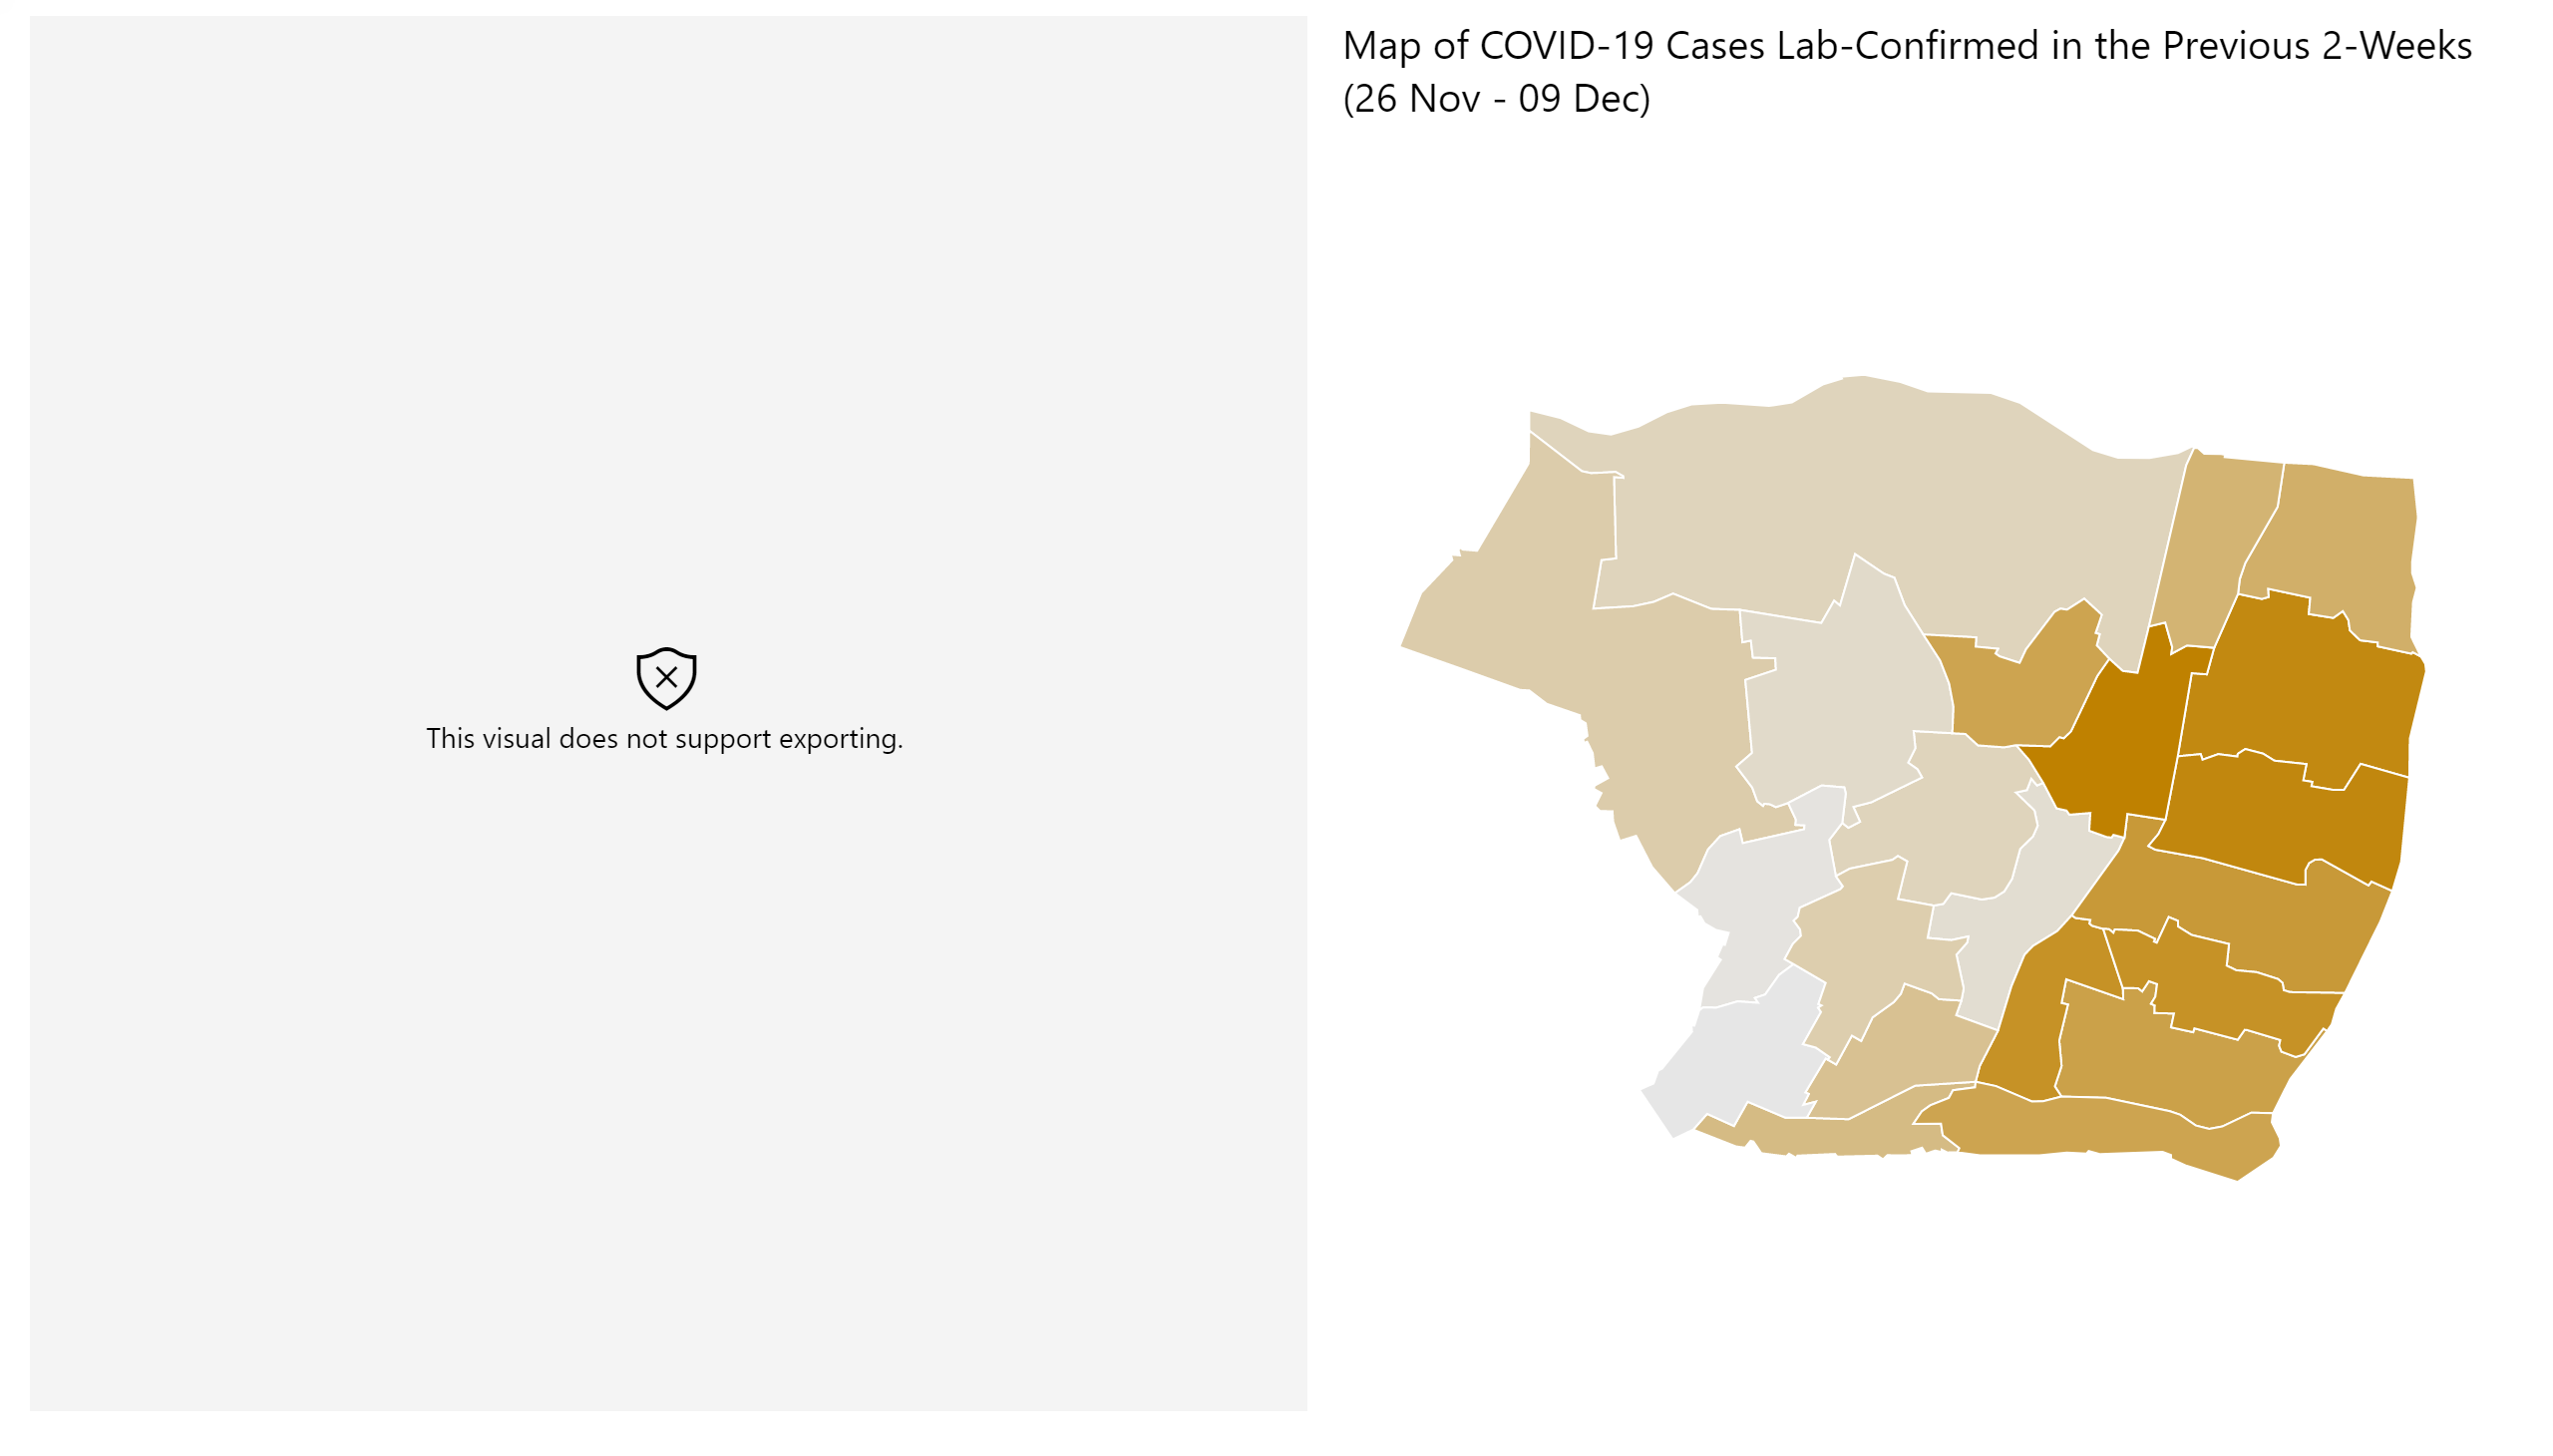 Map of COVID-19 Cases Lab-Confirmed in the Previous 2-Weeks
(26 Nov - 09 Dec)
This visual does not support exporting.